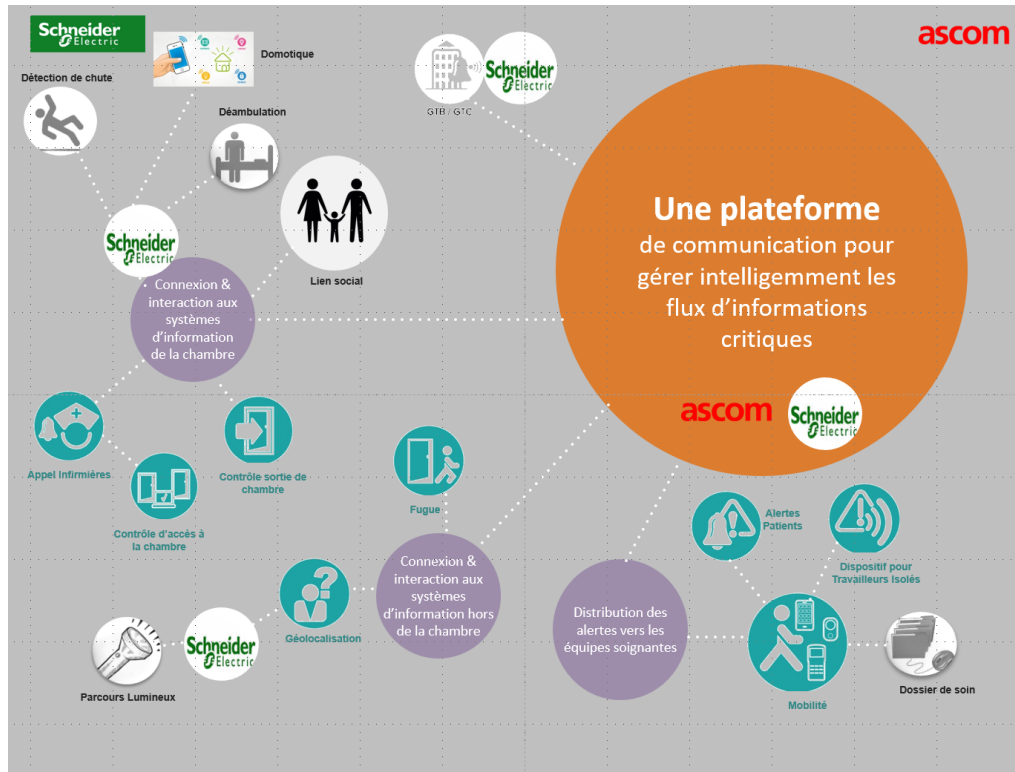 Schneider
Electric
ascom
Domotique
Détection de chute
Déambulation
Schneider
Electric
GTB / GTC
Lien social
Schneider
Electric
Connexion &
interaction aux
systèmes
d'information
de la chambre
Une plateforme
de communication pour
gérer intelligemment les
flux d'informations
critiques
ascom
Schneider
Electric
Appel Infirmières
Contrôle sortie de
chambre
Contrôle d'accès à
la chambre
Fugue
Alertes
Patients
Dispositif pour
Travailleurs Isolés
Connexion &
interaction aux
systèmes
d'information hors
de la chambre
Géolocalisation
Distribution des
alertes vers les
équipes soignantes
Schneider
Electric
Parcours Lumineux
Mobilité
Dossier de soin